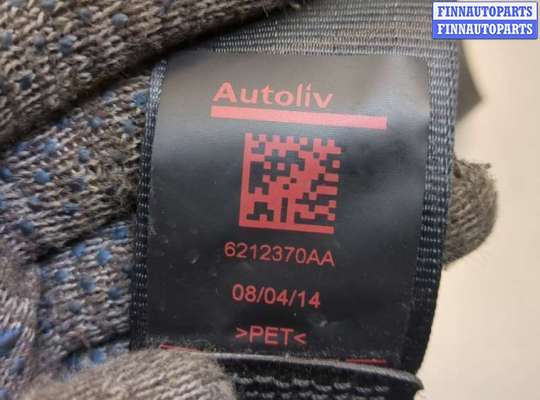 FINNAUTOPARTS
FINNAUTOPARTS
Autoliv
6212370AA
08/04/14
>PET<